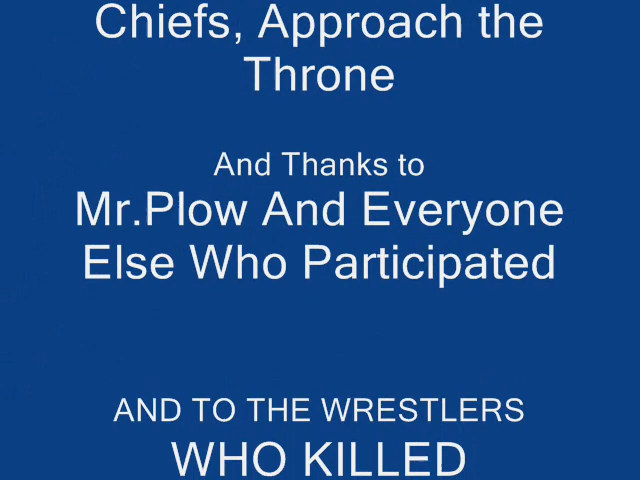 Chiefs, Approach the
Throne
And Thanks to
Mr.Plow And Everyone
Else Who Participated
AND TO THE WRESTLERS
WHO KILLED